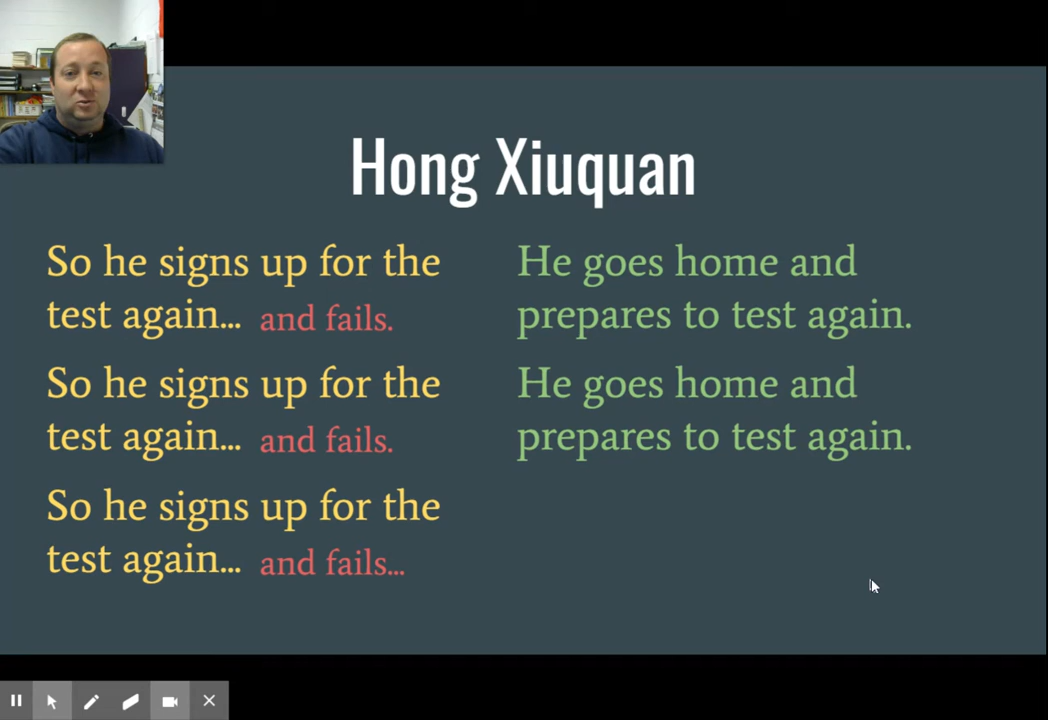 Hong Xiuquan
So he signs up for the
test again... and fails.
So he signs up for the
test again... and fails.
So he signs up for the
test again... and fails...
He goes home and
prepares to test again.
He goes home and
prepares to test again.